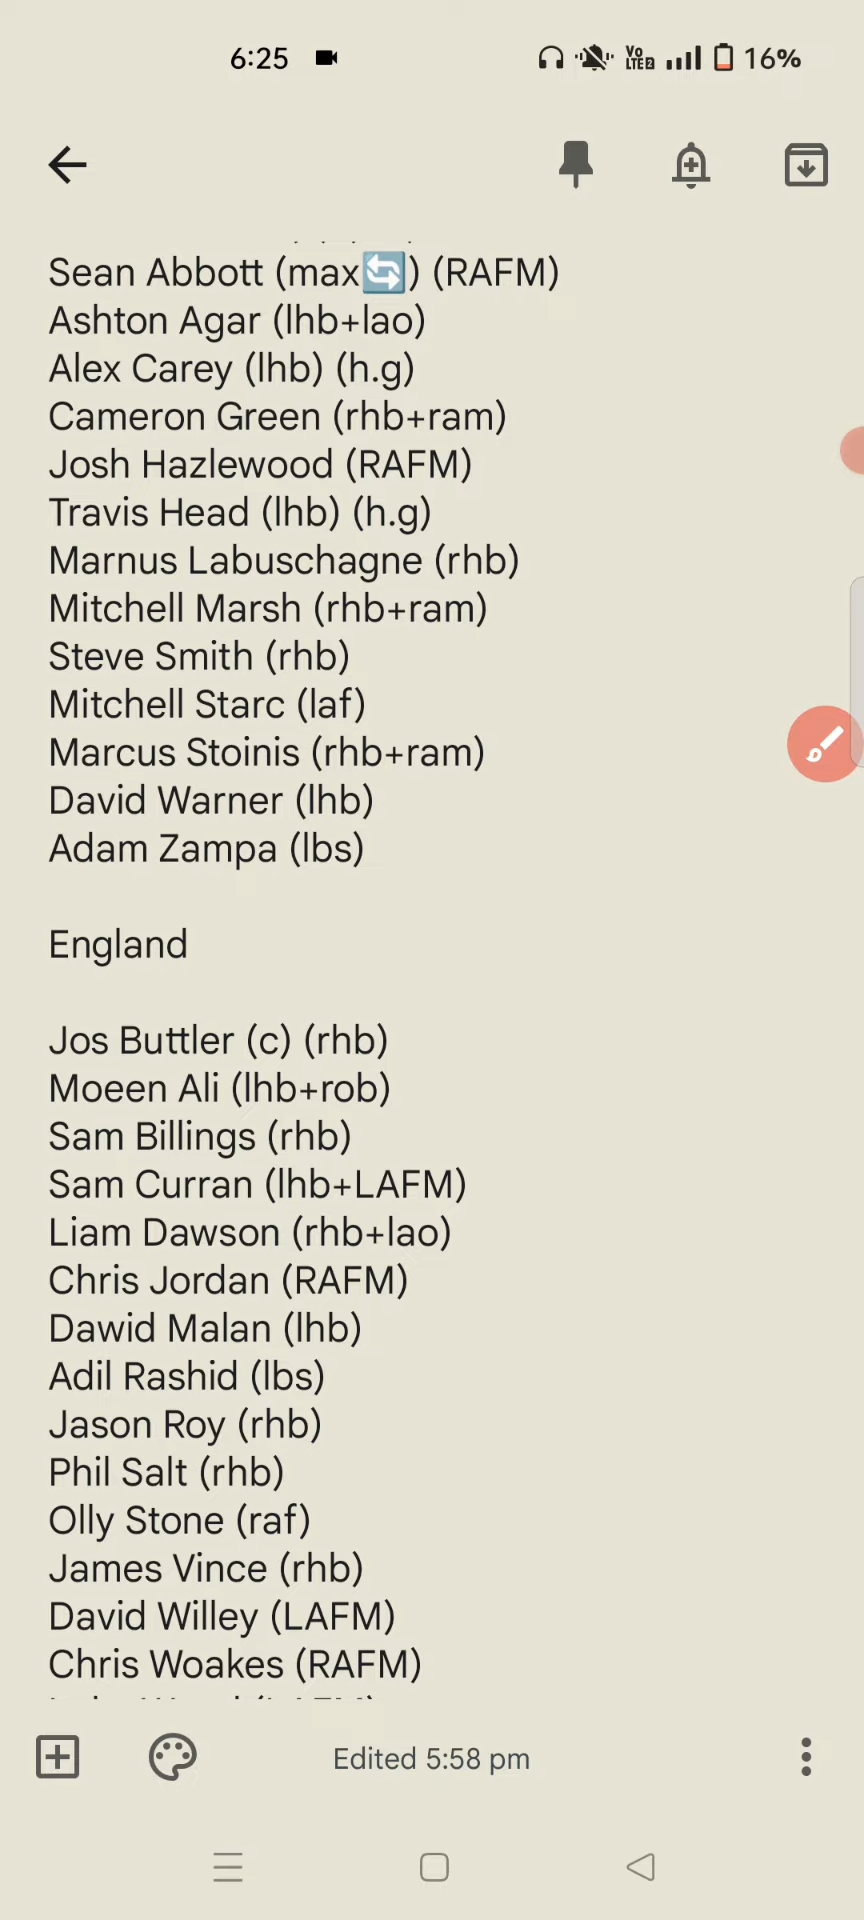 6:25 Vo LTE2 16%
Sean Abbott (max🔄) (RAFM)
Ashton Agar (lhb+lao)
Alex Carey (lhb) (h.g)
Cameron Green (rhb+ram)
Josh Hazlewood (RAFM)
Travis Head (lhb) (h.g)
Marnus Labuschagne (rhb)
Mitchell Marsh (rhb+ram)
Steve Smith (rhb)
Mitchell Starc (laf)
Marcus Stoinis (rhb+ram)
David Warner (lhb)
Adam Zampa (lbs)
England
Jos Buttler (c) (rhb)
Moeen Ali (lhb+rob)
Sam Billings (rhb)
Sam Curran (lhb+LAFM)
Liam Dawson (rhb+lao)
Chris Jordan (RAFM)
Dawid Malan (lhb)
Adil Rashid (lbs)
Jason Roy (rhb)
Phil Salt (rhb)
Olly Stone (raf)
James Vince (rhb)
David Willey (LAFM)
Chris Woakes (RAFM)
Edited 5:58 pm